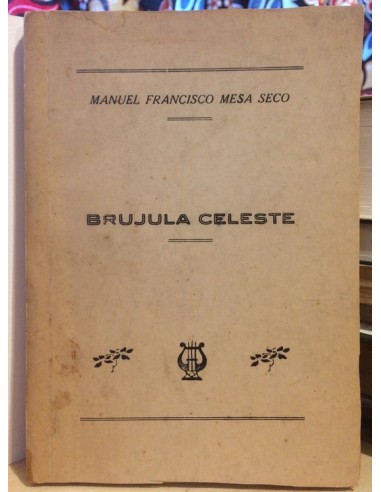 MANUEL FRANCISCO MESA SECO
BRUJULA CELESTE